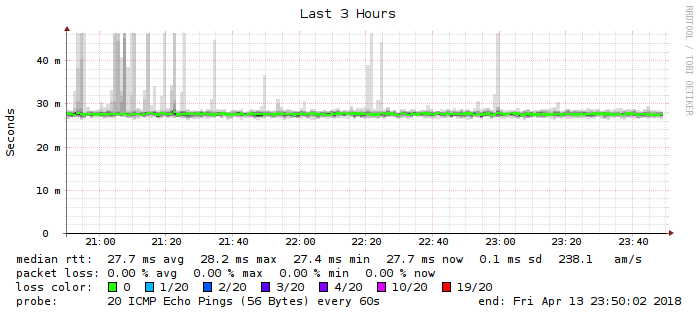 Last 3 Hours
RRDTOOL / TOBI OETIKER
Seconds
40 m
30 m
20 m
10 m
0
21:00 21:20 21:40 22:00 22:20 22:40 23:00 23:20 23:40
median rtt: 27.7 ms avg 28.2 ms max 27.4 ms min 27.7 ms now 0.1 ms sd 238.1 am/s
packet loss: 0.00 % avg 0.00 % max 0.00 % min 0.00 % now
loss color: 0 1/20 2/20 3/20 4/20 10/20 19/20
probe: 20 ICMP Echo Pings (56 Bytes) every 60s end: Fri Apr 13 23:50:02 2018